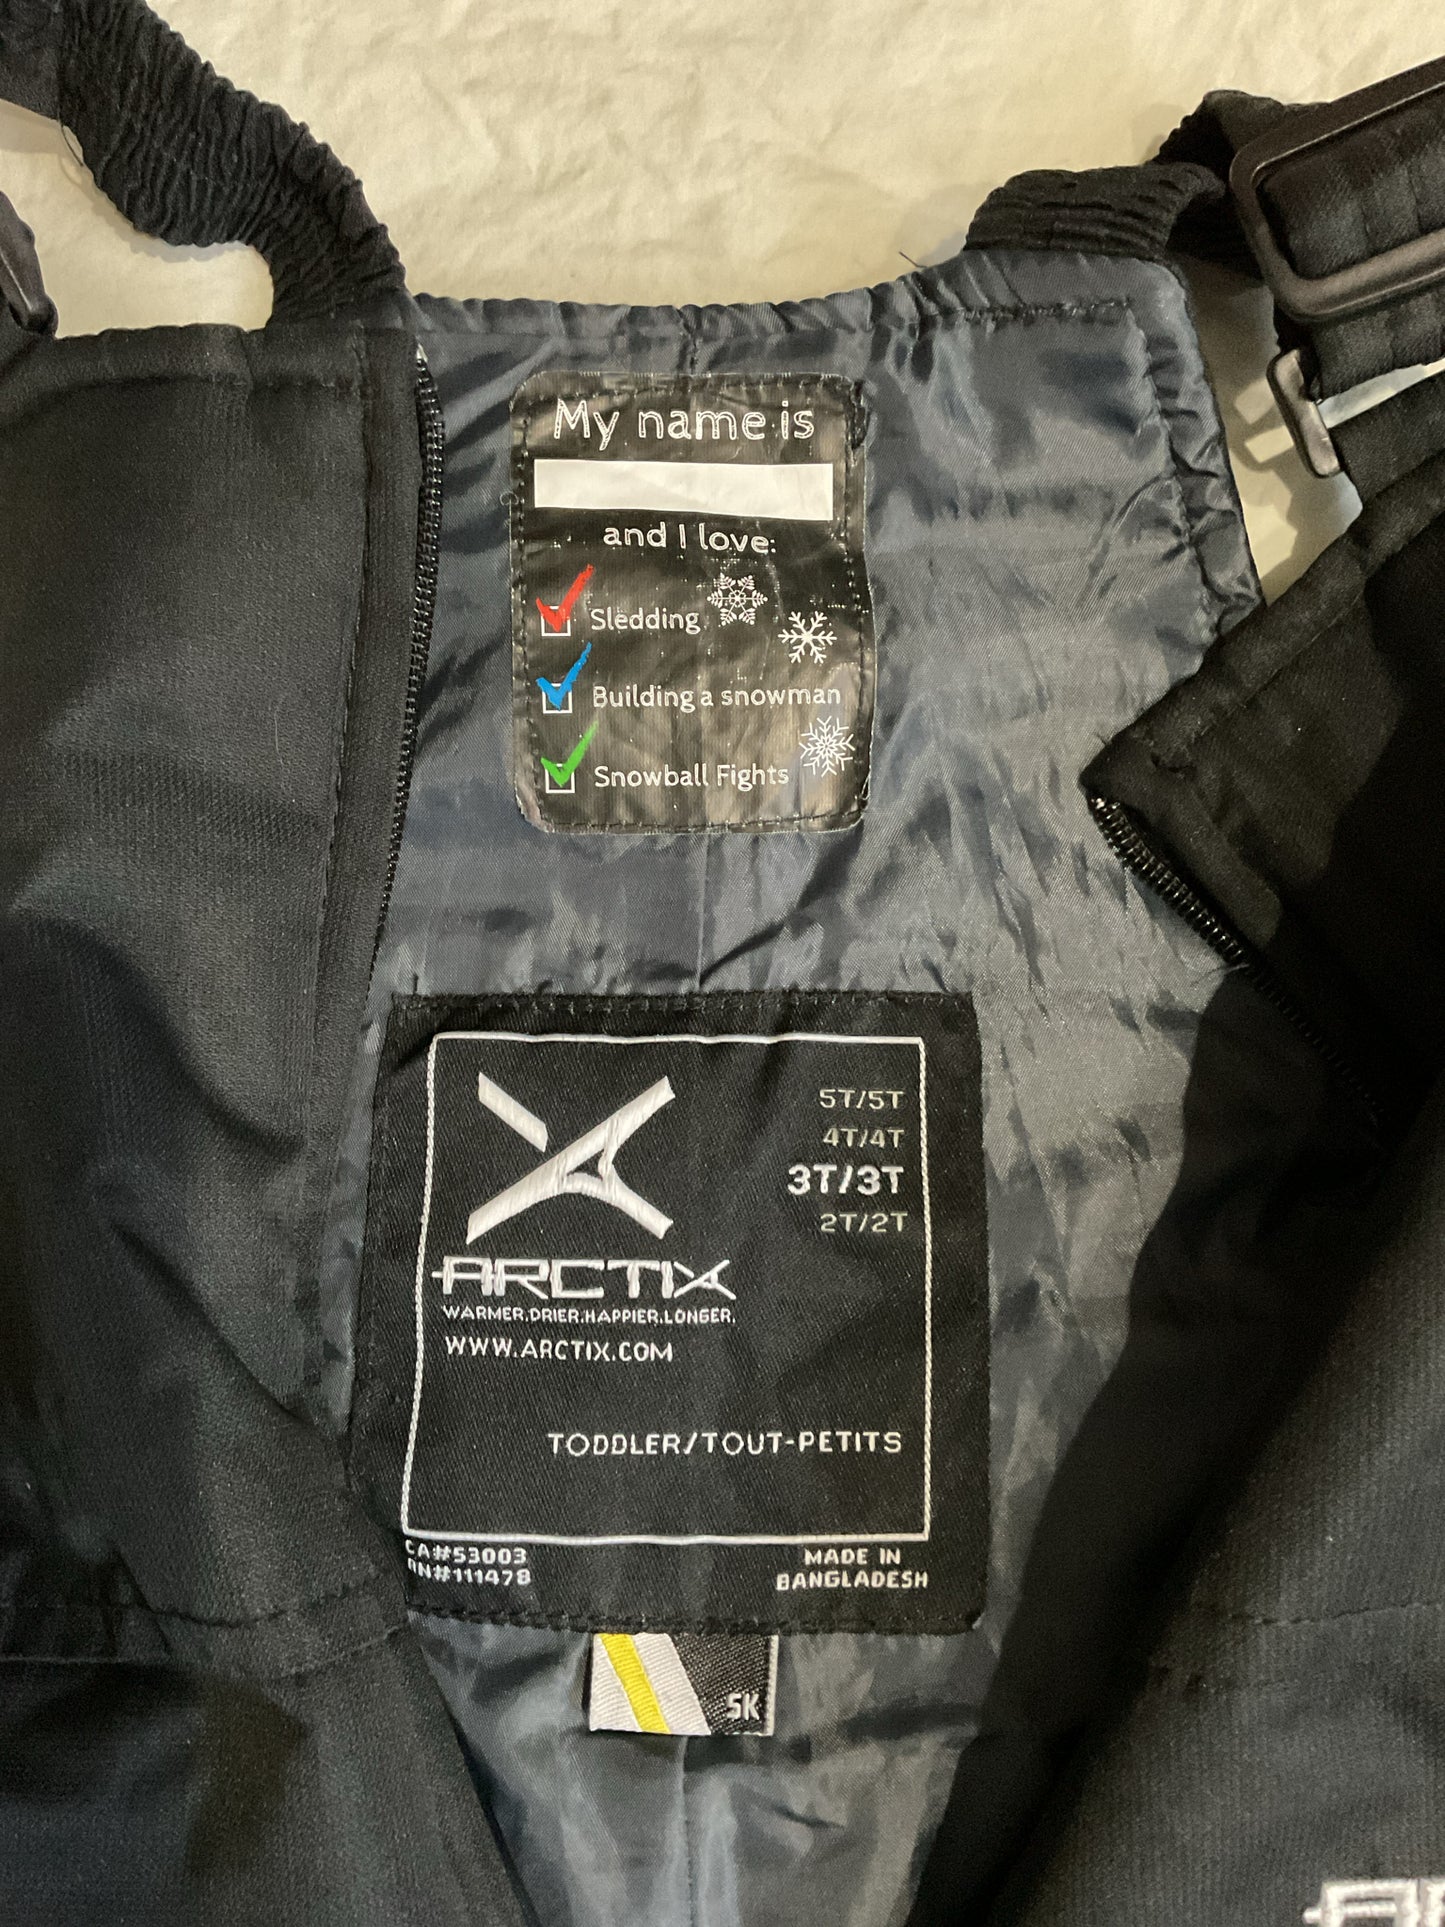 My name is
and I love:
Sledding
Building a snowman
Snowball Fights
5T/5T
4T/4T
3T/3T
2T/2T
ARCTIX
WARMER.DRIER.HAPPIER.LONGER.
WWW.ARCTIX.COM
TODDLER/TOUT-PETITS
CA#53003
RN#111478
MADE IN
BANGLADESH
5K